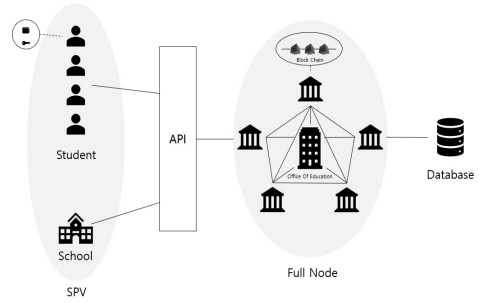 Block Chain
API
Student
Office Of Education
Database
School
Full Node
SPV